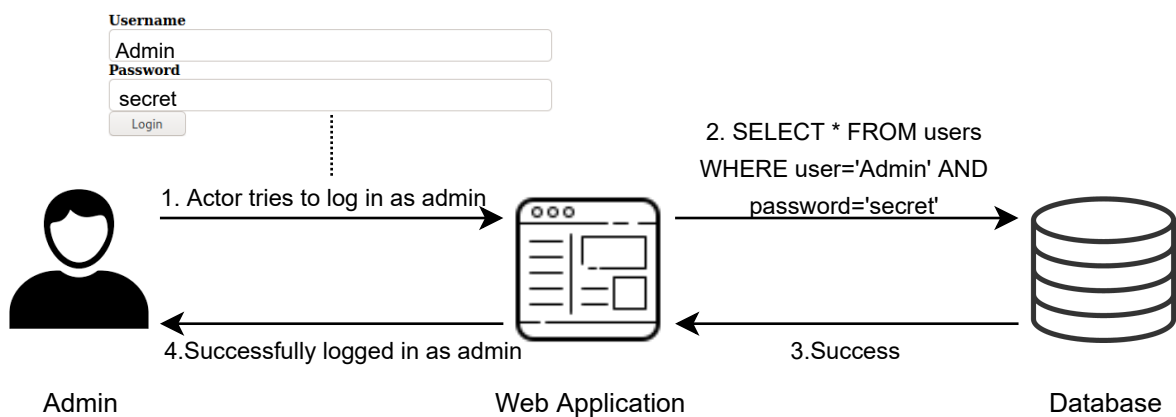 Username
Admin
Password
secret
Login
1. Actor tries to log in as admin
2. SELECT * FROM users
WHERE user='Admin' AND
password='secret'
4.Successfully logged in as admin
3.Success
Admin
Web Application
Database